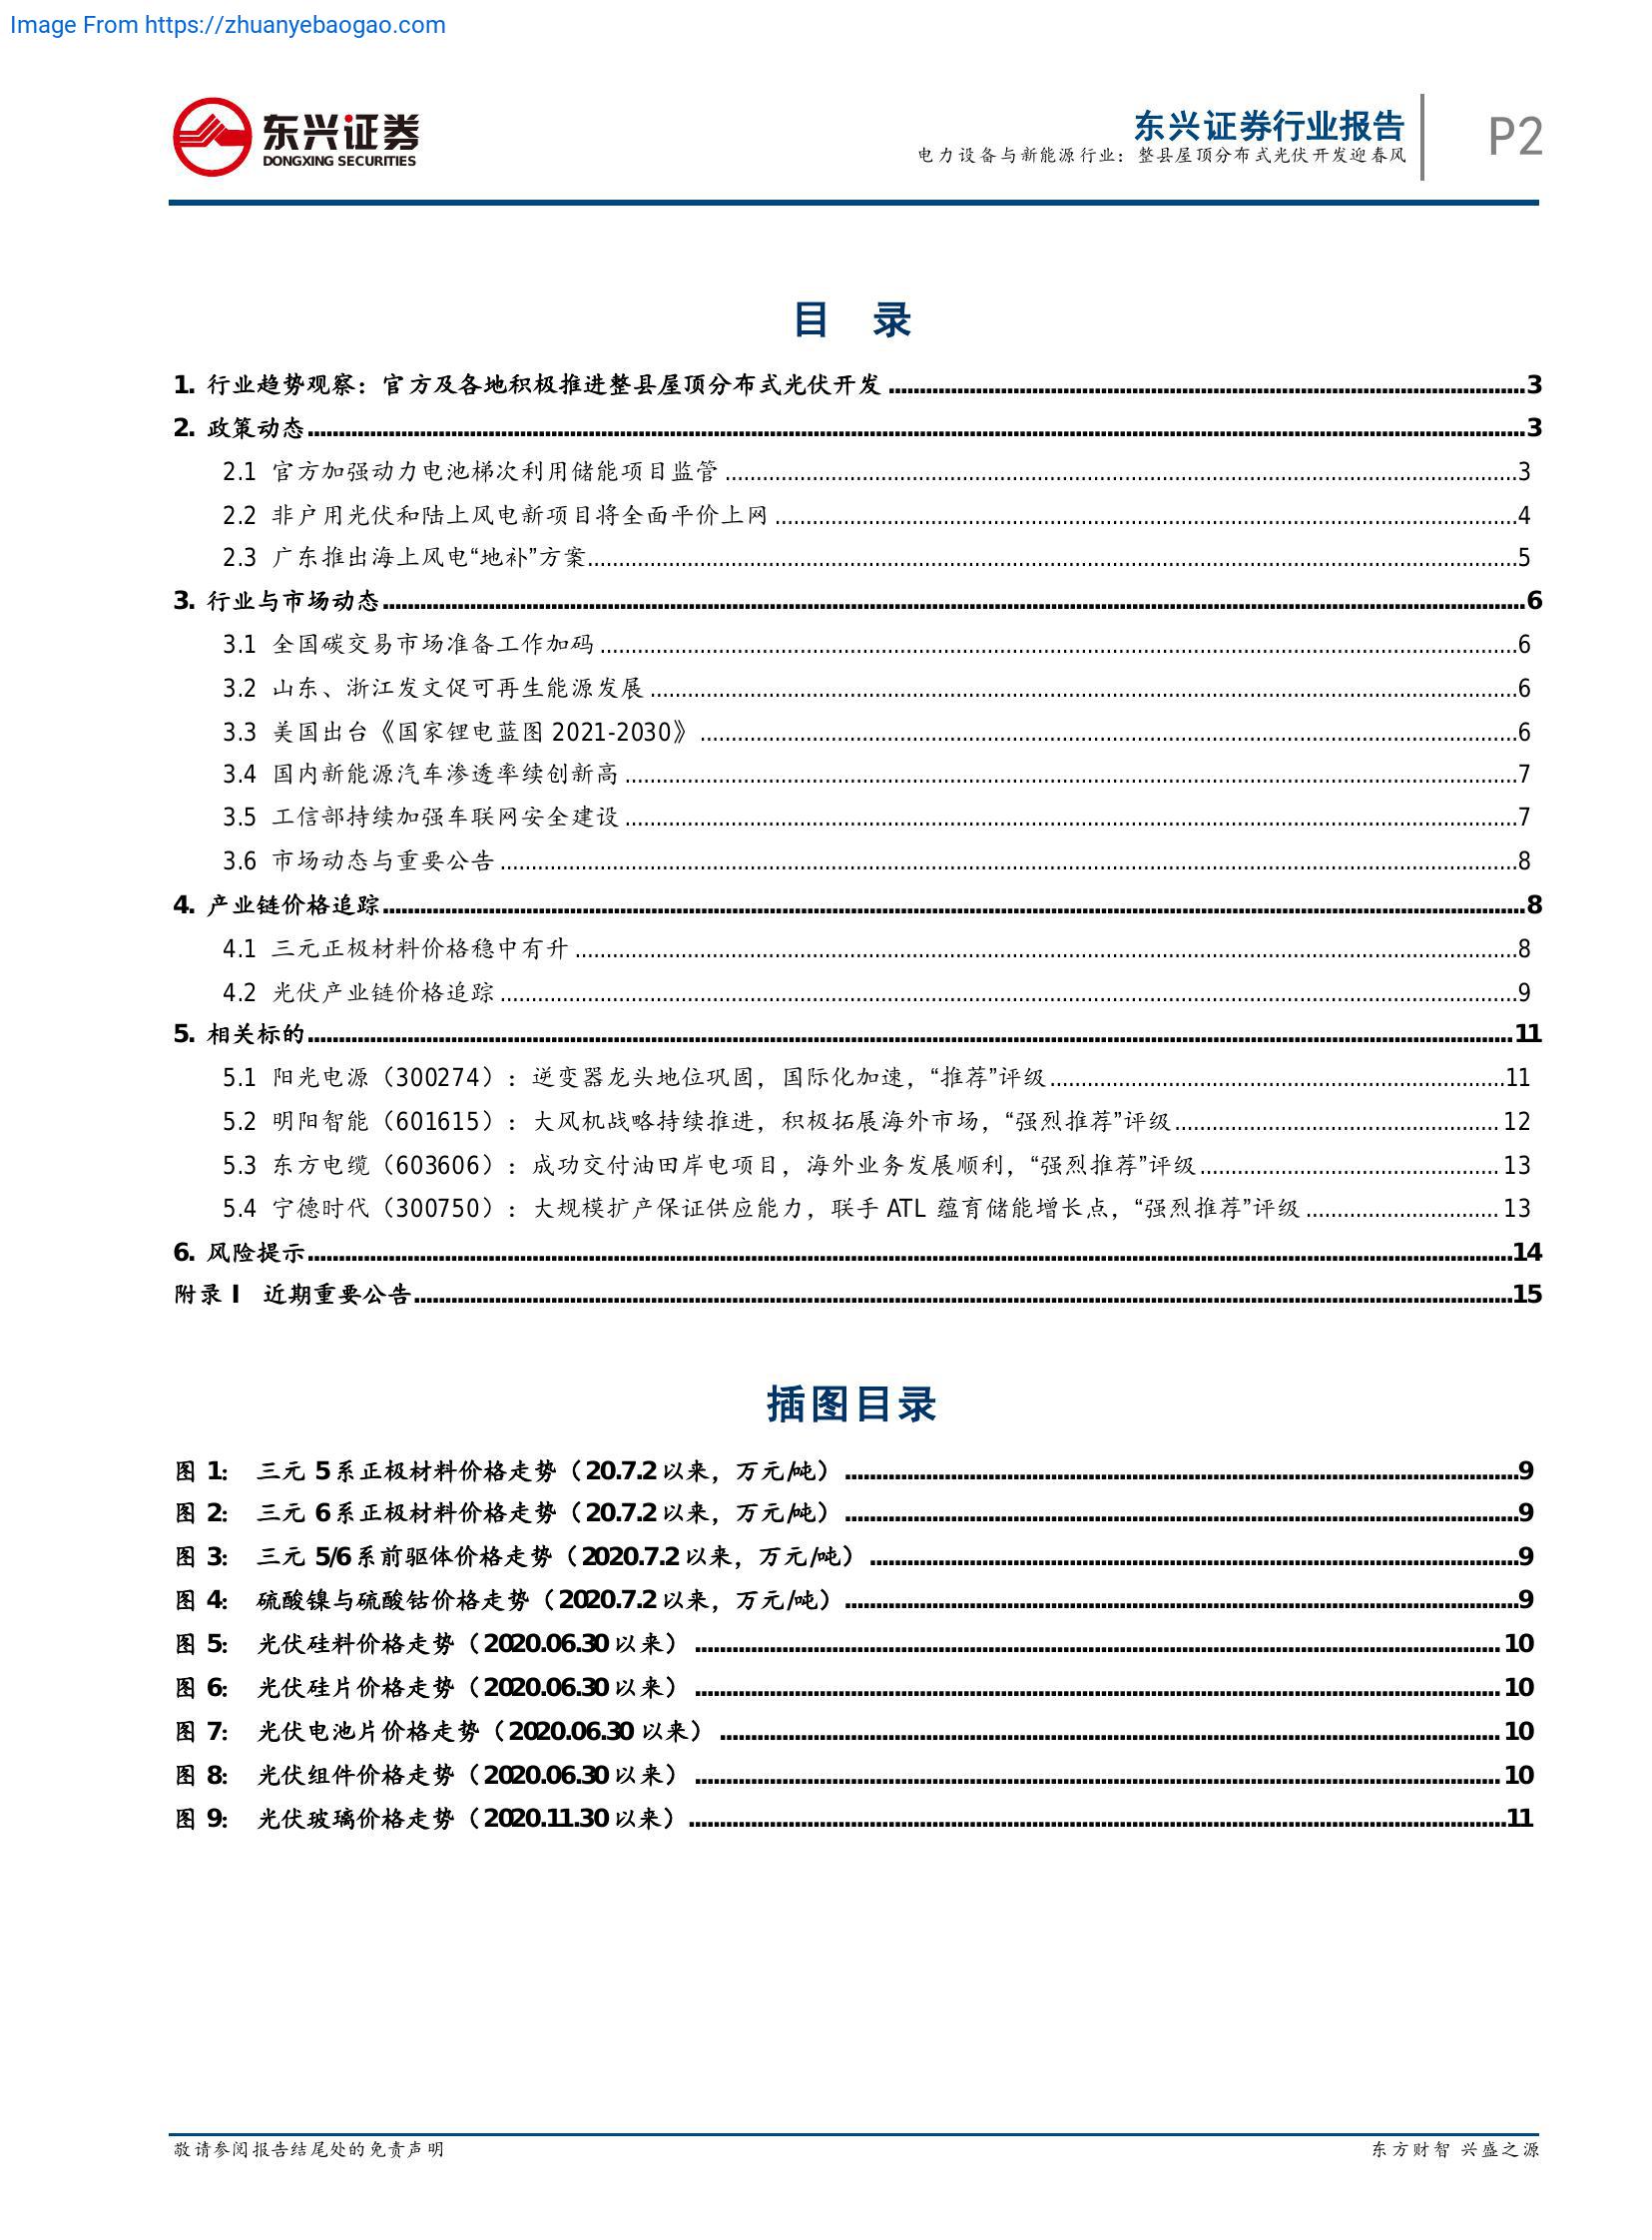 Image From https://zhuanyebaogao.com
东兴证券
DONGXING SECURITIES
东兴证券行业报告
电力设备与新能源行业：整县屋顶分布式光伏开发迎春风
P2
目 录
1. 行业趋势观察：官方及各地积极推进整县屋顶分布式光伏开发 ........ 3
2. 政策动态 ........ 3
2.1 官方加强动力电池梯次利用储能项目监管 ........ 3
2.2 非户用光伏和陆上风电新项目将全面平价上网 ........ 4
2.3 广东推出海上风电“地补”方案 ........ 5
3. 行业与市场动态 ........ 6
3.1 全国碳交易市场准备工作加码 ........ 6
3.2 山东、浙江发文促可再生能源发展 ........ 6
3.3 美国出台《国家锂电蓝图 2021-2030》 ........ 6
3.4 国内新能源汽车渗透率续创新高 ........ 7
3.5 工信部持续加强车联网安全建设 ........ 7
3.6 市场动态与重要公告 ........ 8
4. 产业链价格追踪 ........ 8
4.1 三元正极材料价格稳中有升 ........ 8
4.2 光伏产业链价格追踪 ........ 9
5. 相关标的 ........ 11
5.1 阳光电源（300274）：逆变器龙头地位巩固，国际化加速，“推荐”评级 ........ 11
5.2 明阳智能（601615）：大风机战略持续推进，积极拓展海外市场，“强烈推荐”评级 ........ 12
5.3 东方电缆（603606）：成功交付油田岸电项目，海外业务发展顺利，“强烈推荐”评级 ........ 13
5.4 宁德时代（300750）：大规模扩产保证供应能力，联手 ATL 蕴育储能增长点，“强烈推荐”评级 ........ 13
6. 风险提示 ........ 14
附录 I 近期重要公告 ........ 15
插图目录
图 1： 三元 5 系正极材料价格走势（20.7.2 以来，万元/吨） ........ 9
图 2： 三元 6 系正极材料价格走势（20.7.2 以来，万元/吨） ........ 9
图 3： 三元 5/6 系前驱体价格走势（2020.7.2 以来，万元/吨） ........ 9
图 4： 硫酸镍与硫酸钴价格走势（2020.7.2 以来，万元/吨） ........ 9
图 5： 光伏硅料价格走势（2020.06.30 以来） ........ 10
图 6： 光伏硅片价格走势（2020.06.30 以来） ........ 10
图 7： 光伏电池片价格走势（2020.06.30 以来） ........ 10
图 8： 光伏组件价格走势（2020.06.30 以来） ........ 10
图 9： 光伏玻璃价格走势（2020.11.30 以来） ........ 11
敬请参阅报告结尾处的免责声明
东方财智 兴盛之源